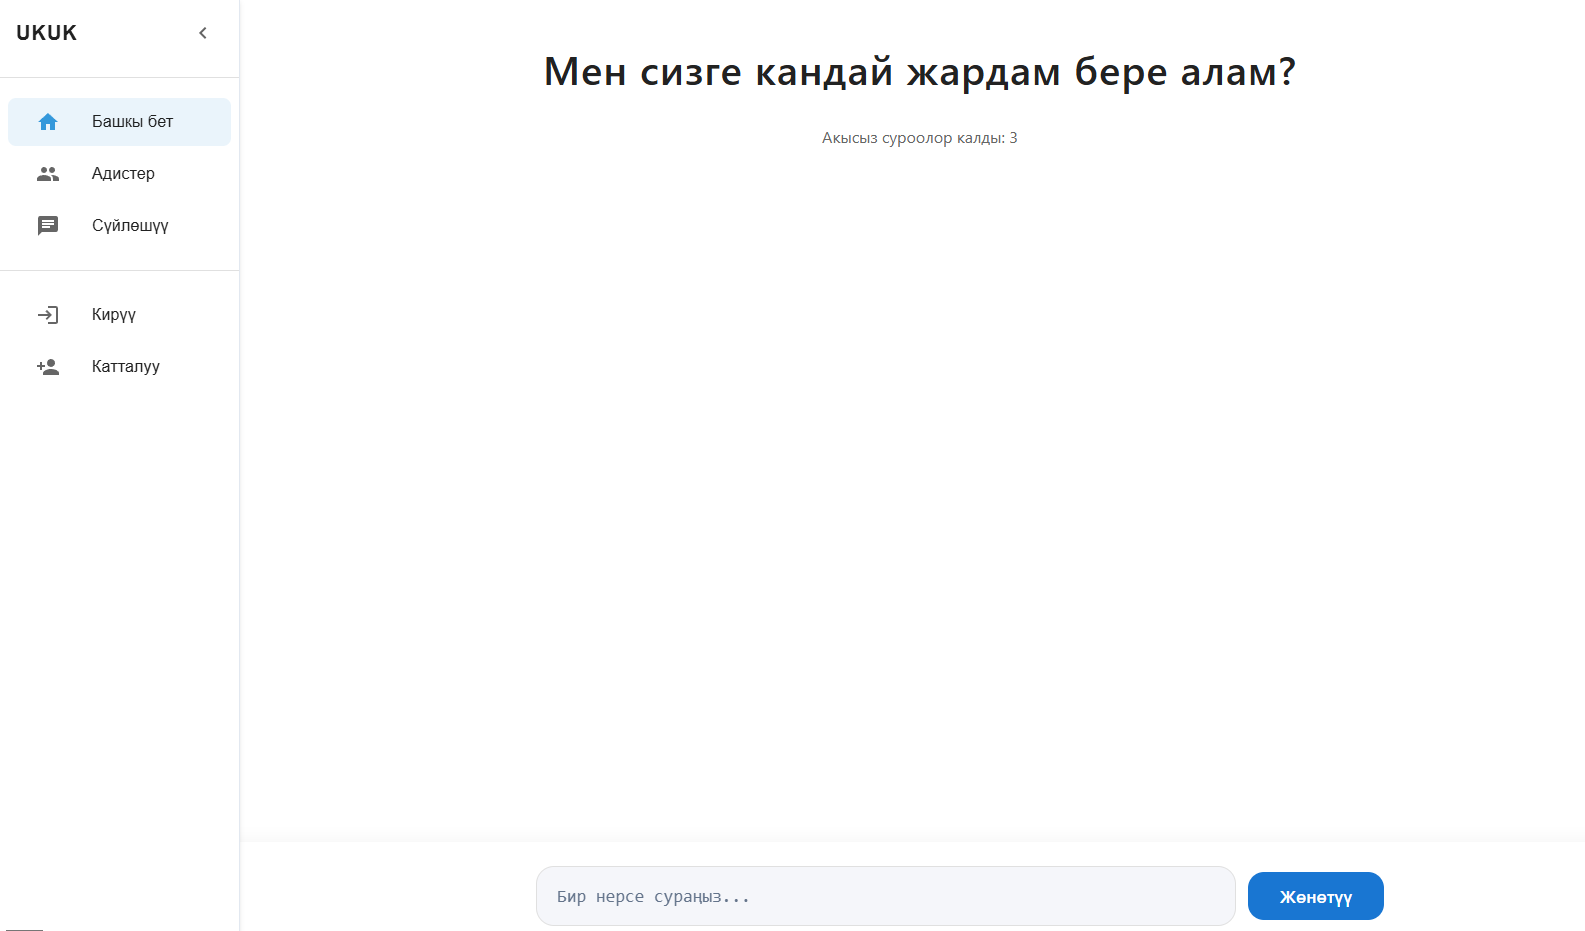 UKUK
Башкы бет
Адистер
Сүйлөшүү
Кирүү
Катталуу
Мен сизге кандай жардам бере алам?
Акысыз суроолор калды: 3
Бир нерсе сураңыз...
Жөнөтүү